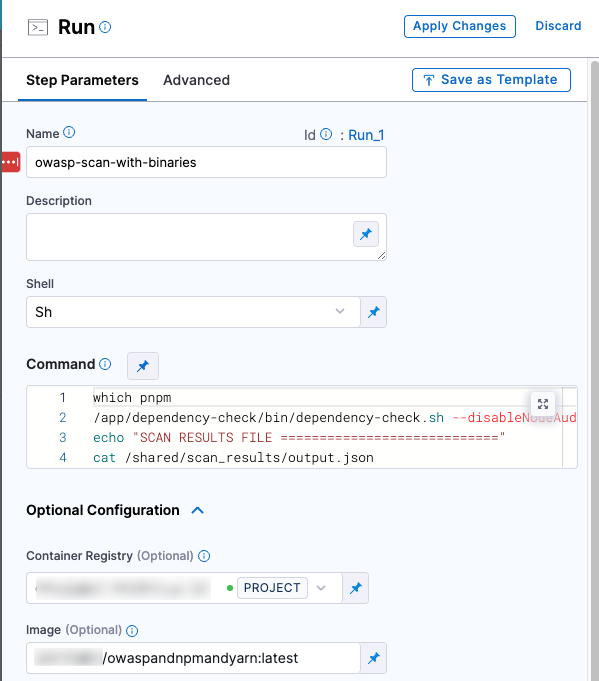 Run
Apply Changes
Discard
Step Parameters
Advanced
Save as Template
Name
Id : Run_1
owasp-scan-with-binaries
Description
Shell
Sh
Command
1 which pnpm
2 /app/dependency-check/bin/dependency-check.sh --disableNodeAud
3 echo "SCAN RESULTS FILE ============================"
4 cat /shared/scan_results/output.json
Optional Configuration
Container Registry (Optional)
PROJECT
Image (Optional)
/owaspandnpmandyarn:latest